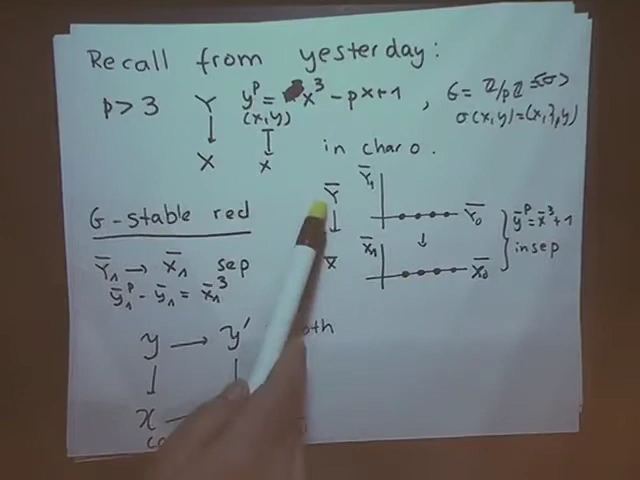 Recall from yesterday:
p>3 Y y^p = x^3 - px+1 , G = Z/pZ = <σ>
(x,y) σ(x,y)=(x,ζ_p y)
↓ ↧
X x in char 0.
G-stable red
Ȳ₁ → X̄₁ sep
ȳ₁^p - ȳ₁ = x̄₁^3
Ȳ Ȳ₁ Ȳ₀ ȳ^p = x̄^3+1
↓ ↓ insep
X̄ X̄₁ X̄₀
𝒴 → 𝒴'
↓
𝒳